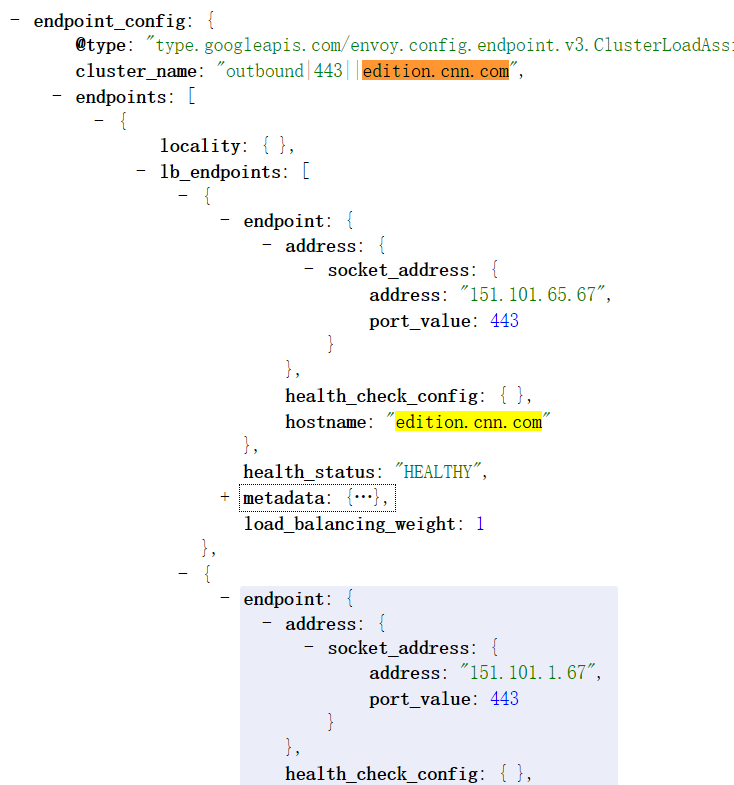 - endpoint_config: {
@type: "type.googleapis.com/envoy.config.endpoint.v3.ClusterLoadAssi
cluster_name: "outbound|443||edition.cnn.com",
- endpoints: [
- {
locality: { },
- lb_endpoints: [
- {
- endpoint: {
- address: {
- socket_address: {
address: "151.101.65.67",
port_value: 443
}
},
health_check_config: { },
hostname: "edition.cnn.com"
},
health_status: "HEALTHY",
+ metadata: {…},
load_balancing_weight: 1
},
- {
- endpoint: {
- address: {
- socket_address: {
address: "151.101.1.67",
port_value: 443
}
},
health_check_config: { },